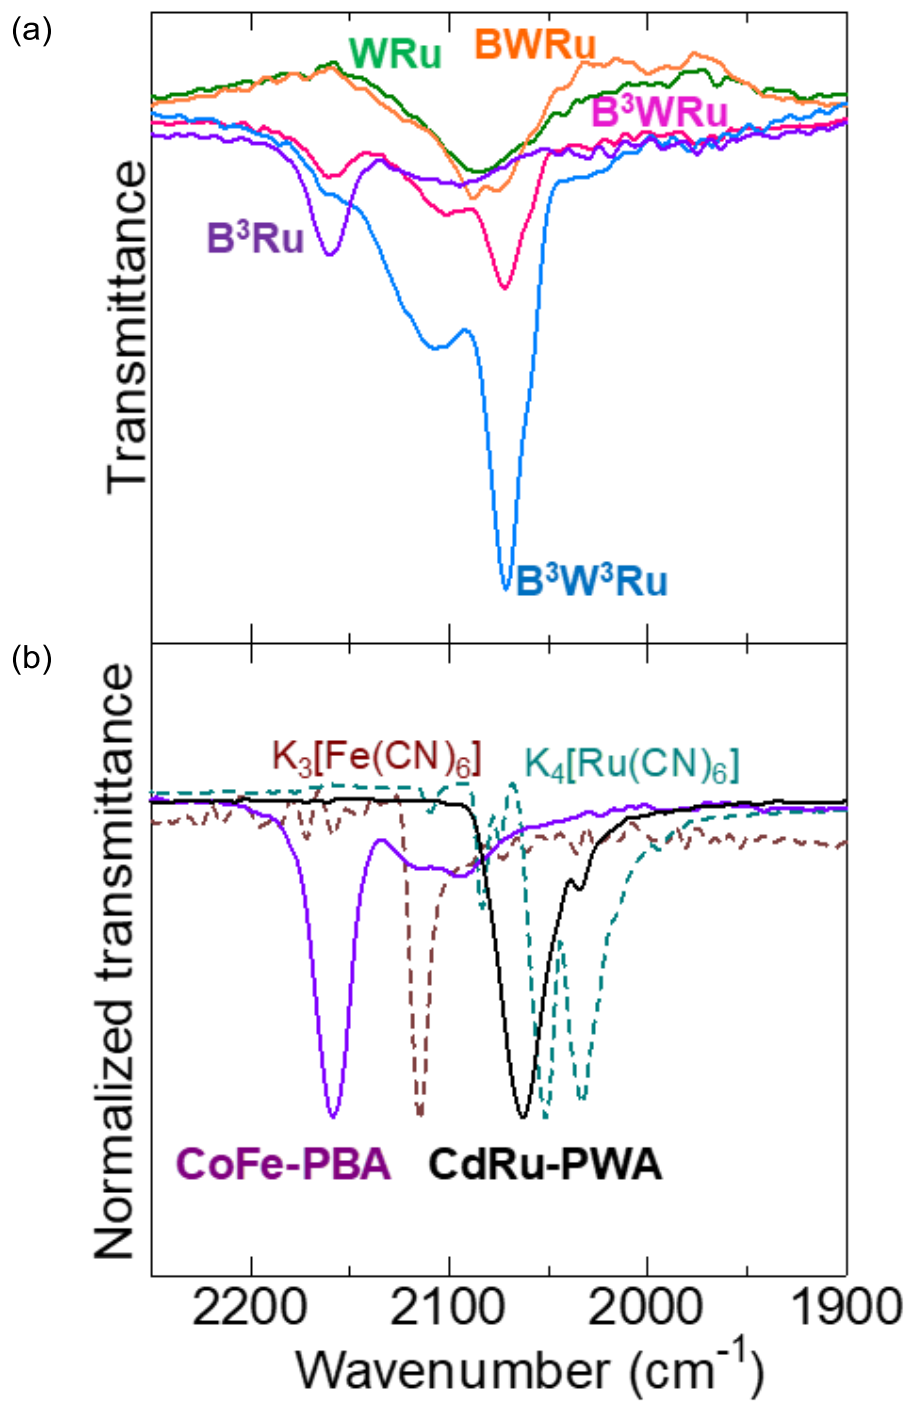 (a)
WRu
BWRu
B³WRu
B³Ru
B³W³Ru
Transmittance
(b)
K₃[Fe(CN)₆]
K₄[Ru(CN)₆]
CoFe-PBA
CdRu-PWA
Normalized transmittance
2200
2100
2000
1900
Wavenumber (cm⁻¹)